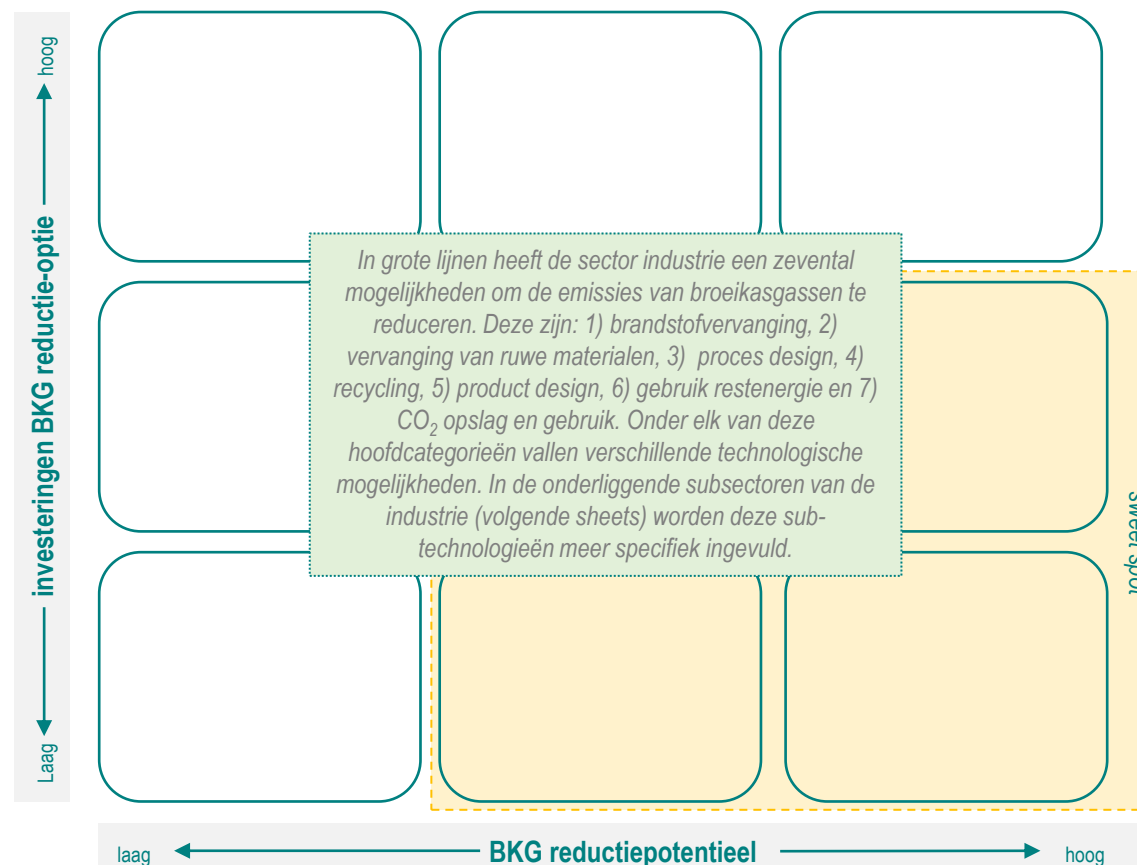 hoog
investeringen BKG reductie-optie
Laag
In grote lijnen heeft de sector industrie een zevental
mogelijkheden om de emissies van broeikasgassen te
reduceren. Deze zijn: 1) brandstofvervanging, 2)
vervanging van ruwe materialen, 3) proces design, 4)
recycling, 5) product design, 6) gebruik restenergie en 7)
CO₂ opslag en gebruik. Onder elk van deze
hoofdcategorieën vallen verschillende technologische
mogelijkheden. In de onderliggende subsectoren van de
industrie (volgende sheets) worden deze sub-
technologieën meer specifiek ingevuld.
sweet spot
laag
BKG reductiepotentieel
hoog